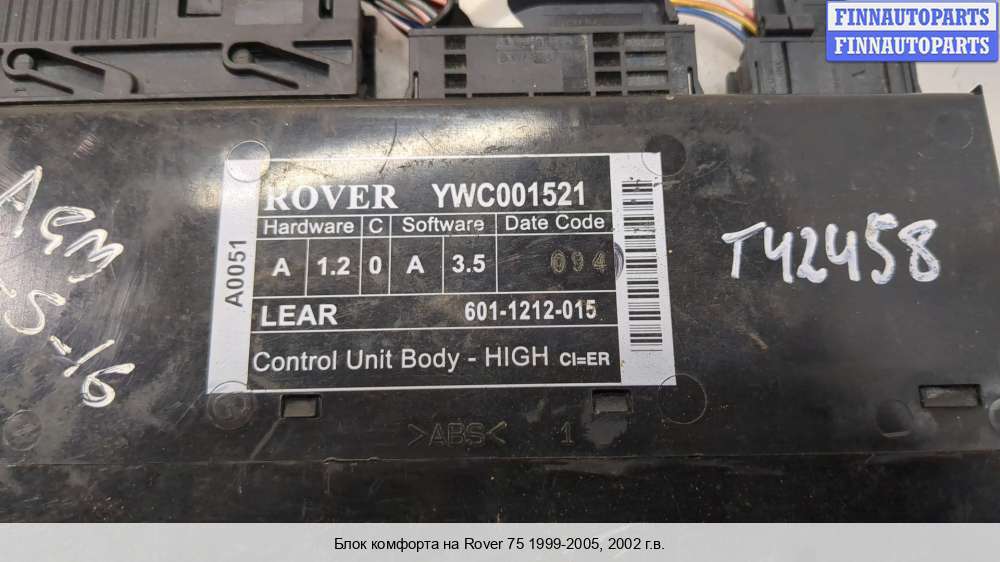 FINNAUTOPARTS
FINNAUTOPARTS
ROVER YWC001521
Hardware C Software Date Code
A 1.2 0 A 3.5 094
A0051
LEAR 601-1212-015
Control Unit Body - HIGH CI=ER
T42458
>ABS< 1
Блок комфорта на Rover 75 1999-2005, 2002 г.в.